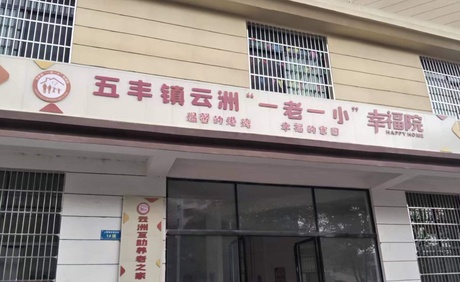 五丰镇云洲“一老一小”幸福院
HAPPY HOME
温馨的港湾 幸福的家园
云洲互助养老之家